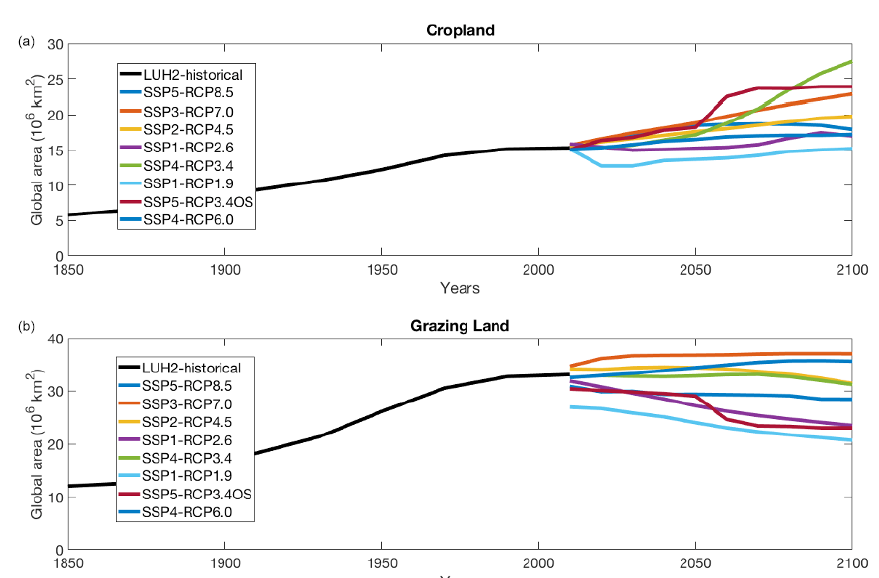 Cropland
(a)
30
25
20
15
10
5
0
Global area (10⁶ km²)
LUH2-historical
SSP5-RCP8.5
SSP3-RCP7.0
SSP2-RCP4.5
SSP1-RCP2.6
SSP4-RCP3.4
SSP1-RCP1.9
SSP5-RCP3.4OS
SSP4-RCP6.0
1850 1900 1950 2000 2050 2100
Years
(b)
Grazing Land
40
30
20
10
0
Global area (10⁶ km²)
LUH2-historical
SSP5-RCP8.5
SSP3-RCP7.0
SSP2-RCP4.5
SSP1-RCP2.6
SSP4-RCP3.4
SSP1-RCP1.9
SSP5-RCP3.4OS
SSP4-RCP6.0
1850 1900 1950 2000 2050 2100